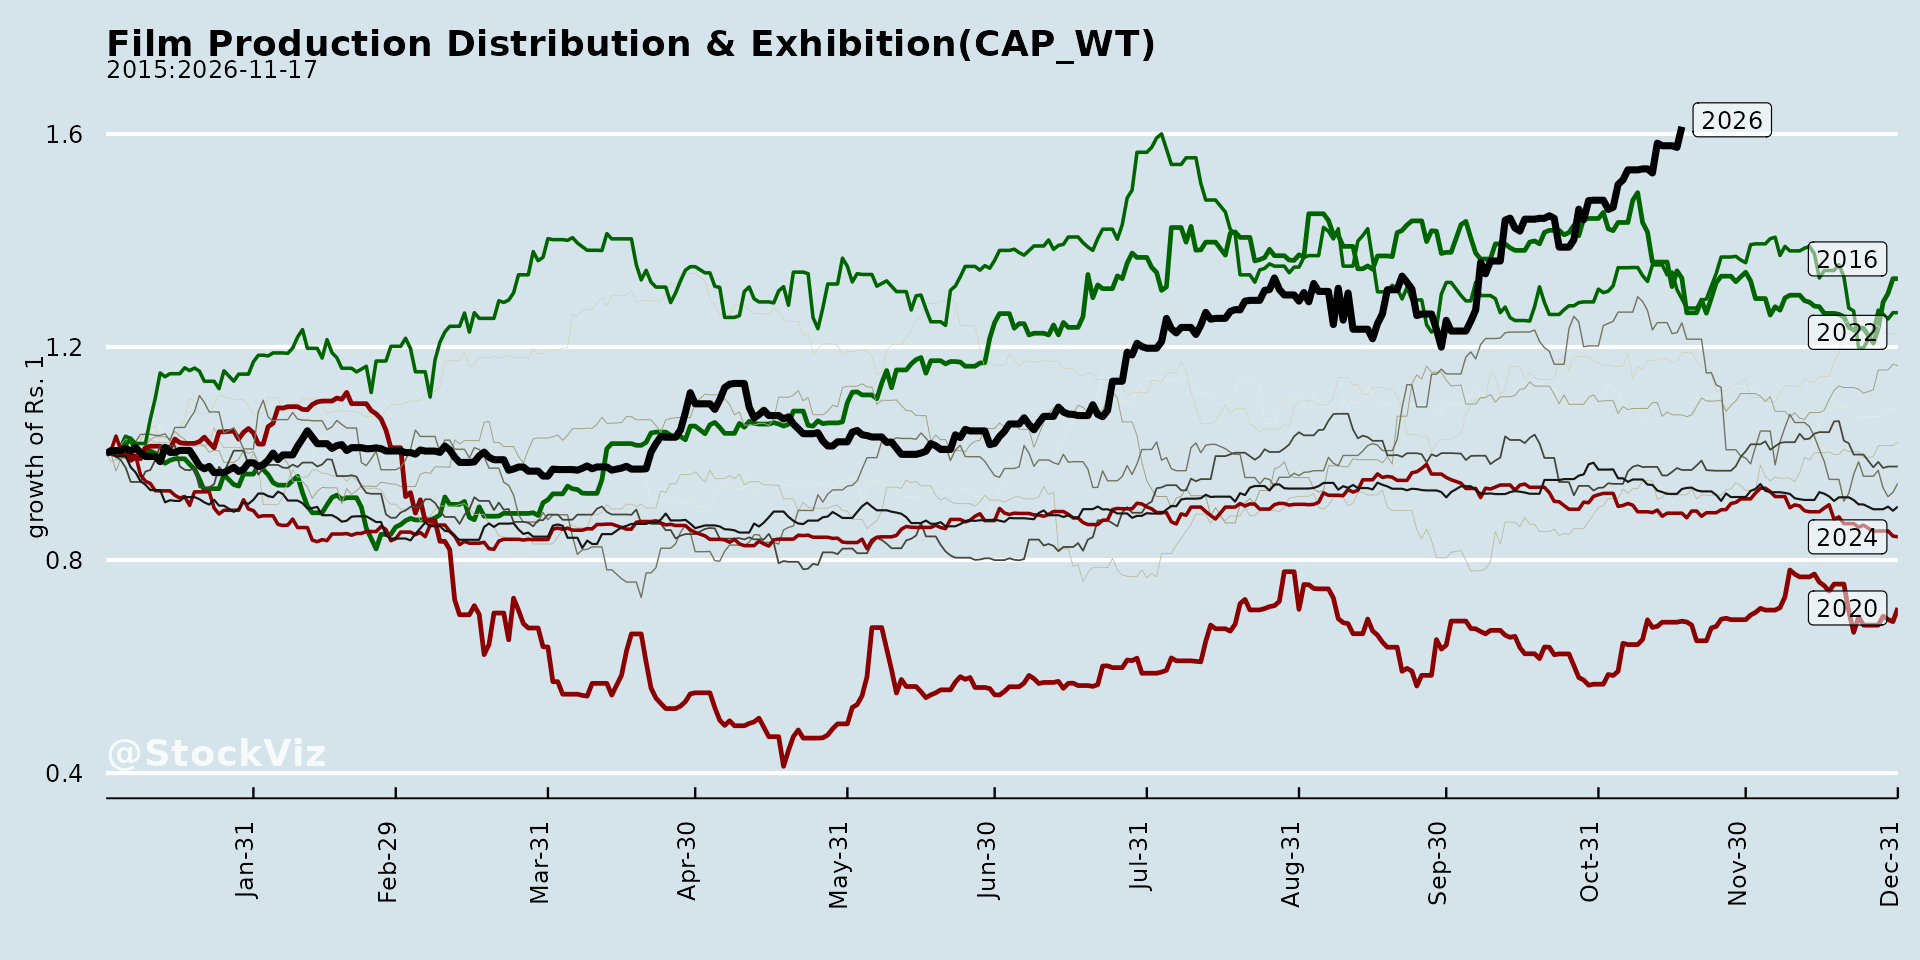 Film Production Distribution & Exhibition(CAP_WT)
2015:2026-11-17
growth of Rs. 1
1.6
1.2
0.8
0.4
2026
2016
2022
2024
2020
@StockViz
Jan-31
Feb-29
Mar-31
Apr-30
May-31
Jun-30
Jul-31
Aug-31
Sep-30
Oct-31
Nov-30
Dec-31